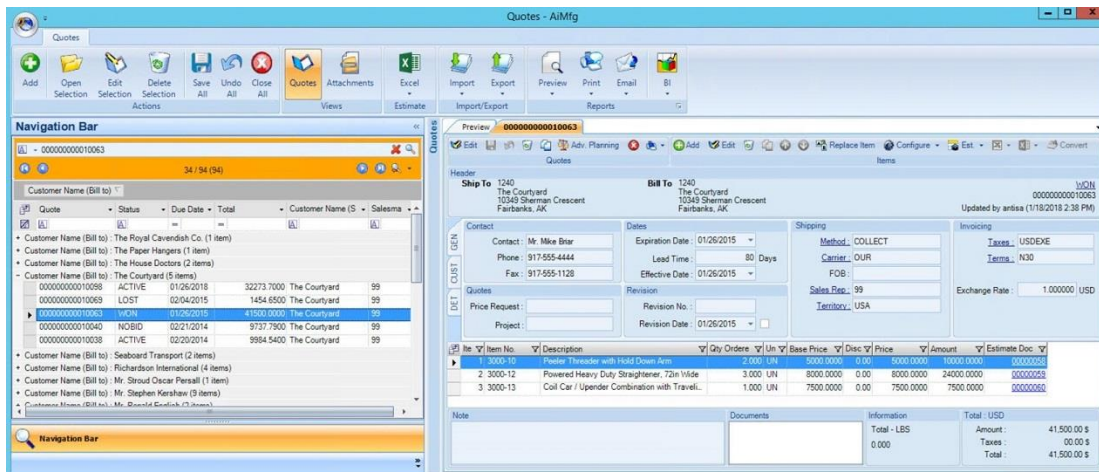 Quotes - AiMfg
Quotes
Add Open Selection Edit Selection Delete Selection Save All Undo All Close All Quotes Attachments Excel Import Export Preview Print Email BI
Actions Views Estimate Import/Export Reports
Navigation Bar
000000000010063
34 / 94 (94)
Customer Name (Bill to)
Quote Status Due Date Total Customer Name (S Salesma
Customer Name (Bill to) : The Royal Cavendish Co. (1 item)
Customer Name (Bill to) : The Paper Hangers (1 item)
Customer Name (Bill to) : The House Doctors (2 items)
Customer Name (Bill to) : The Courtyard (5 items)
000000000010098 ACTIVE 01/26/2018 32273.7000 The Courtyard 99
000000000010069 LOST 02/04/2015 1454.6500 The Courtyard 99
000000000010063 WON 01/26/2015 41500.0000 The Courtyard 99
000000000010040 NOBID 02/21/2014 9737.7900 The Courtyard 99
000000000010038 ACTIVE 02/20/2014 9984.5400 The Courtyard 99
Customer Name (Bill to) : Seaboard Transport (2 items)
Customer Name (Bill to) : Richardson International (4 items)
Customer Name (Bill to) : Mr. Stroud Oscar Persall (1 item)
Customer Name (Bill to) : Mr. Stephen Kershaw (9 items)
Customer Name (Bill to) : Mr. Ronald English
Navigation Bar
Quotes
Preview 000000000010063
Edit Adv. Planning Add Edit Replace Item Configure Est. Convert
Quotes Items
Header
Ship To 1240
The Courtyard
10349 Sherman Crescent
Fairbanks, AK
Bill To 1240
The Courtyard
10349 Sherman Crescent
Fairbanks, AK
WON
000000000010063
Updated by antisa (1/18/2018 2:38 PM)
GEN
CUST
DET
Contact
Contact : Mr. Mike Briar
Phone : 917-555-4444
Fax : 917-555-1128
Quotes
Price Request :
Project :
Dates
Expiration Date : 01/26/2015
Lead Time : 80 Days
Effective Date : 01/26/2015
Revision
Revision No. :
Revision Date : 01/26/2015
Shipping
Method : COLLECT
Carrier : OUR
FOB :
Sales Rep : 99
Territory : USA
Invoicing
Taxes : USDEXE
Terms : N30
Exchange Rate : 1.000000 USD
Ite Item No. Description Qty Ordere Un Base Price Disc Price Amount Estimate Doc
1 3000-10 Peeler Threader with Hold Down Arm 2.000 UN 5000.0000 0.00 5000.0000 10000.0000 00000058
2 3000-12 Powered Heavy Duty Straightener, 72in Wide 3.000 UN 8000.0000 0.00 8000.0000 24000.0000 00000059
3 3000-13 Coil Car / Upender Combination with Traveli... 1.000 UN 7500.0000 0.00 7500.0000 7500.0000 00000060
Note
Documents
Information
Total - LBS
0.000
Total : USD
Amount : 41,500.00 $
Taxes : 00.00 $
Total : 41,500.00 $